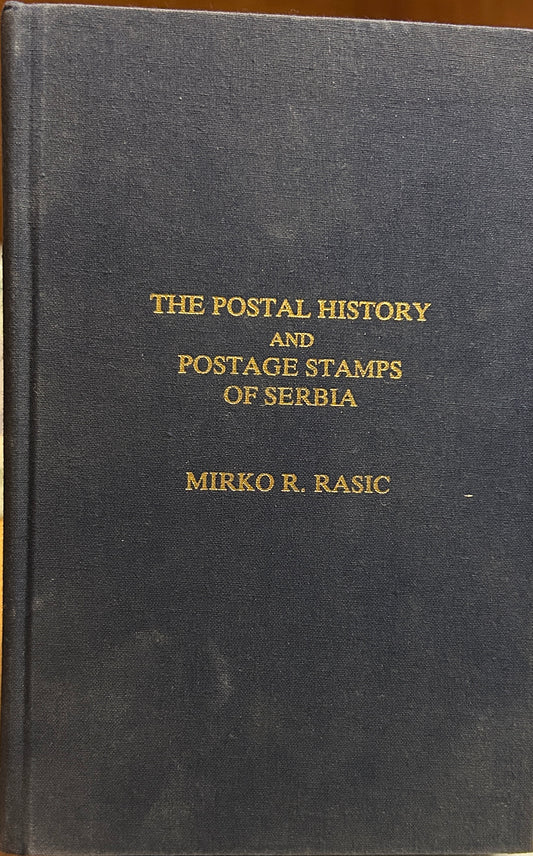 THE POSTAL HISTORY
AND
POSTAGE STAMPS
OF SERBIA
MIRKO R. RASIC